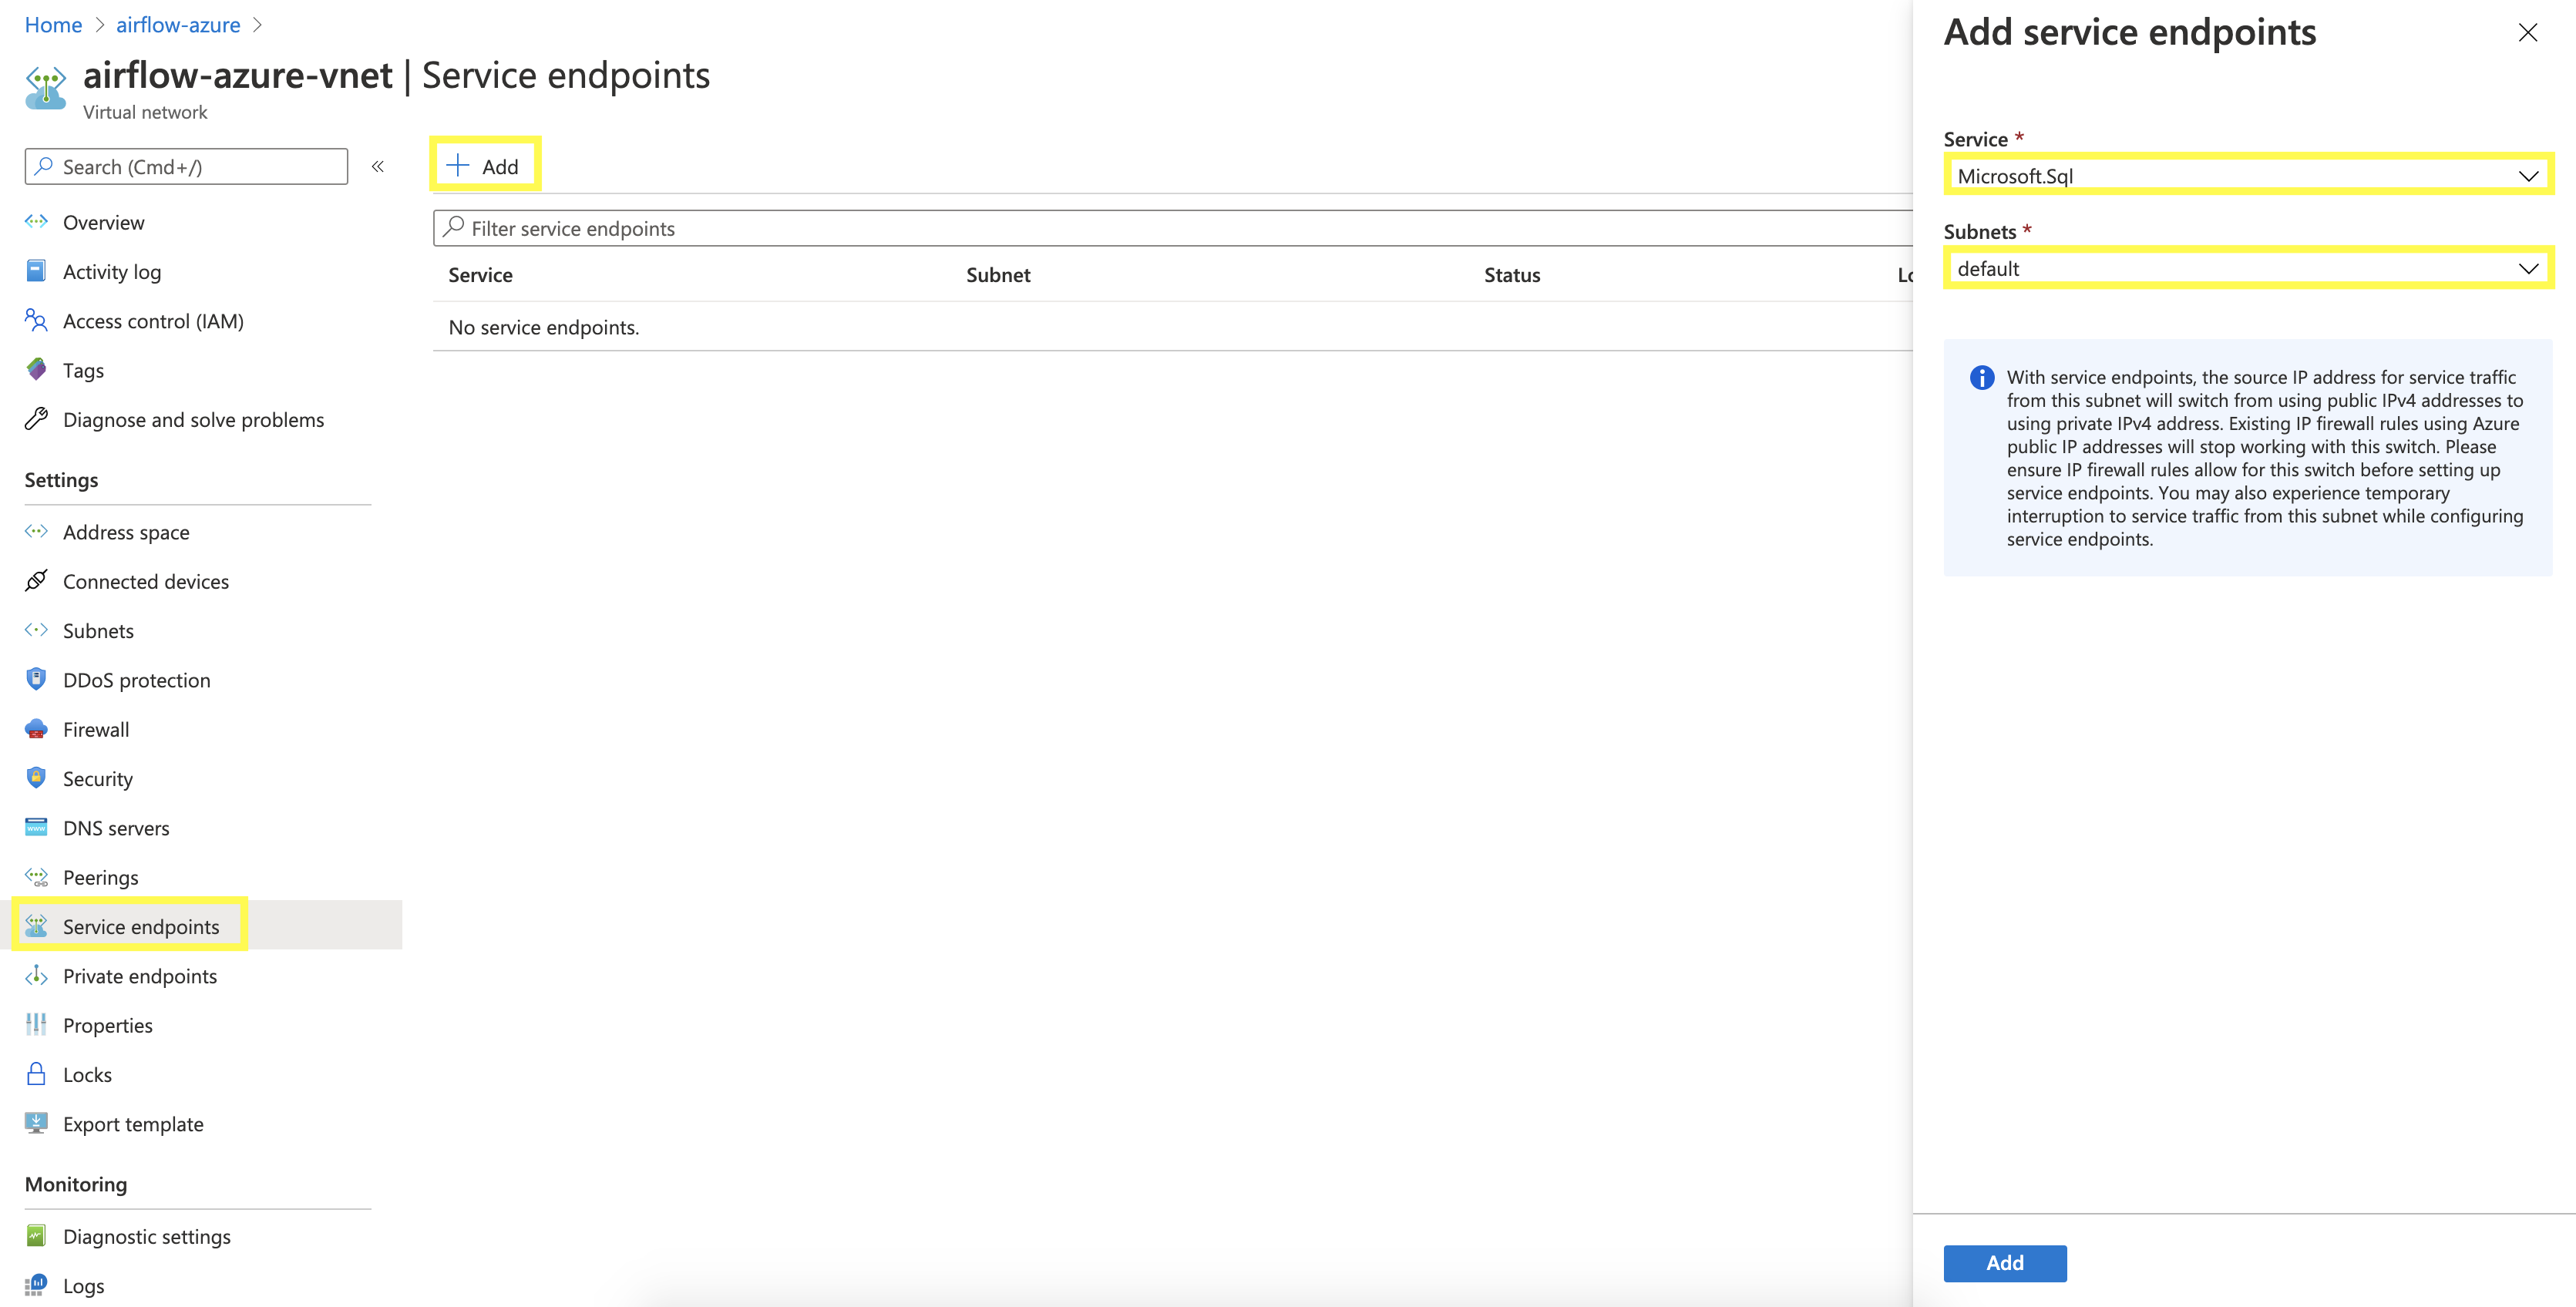 Home > airflow-azure >
airflow-azure-vnet | Service endpoints
Virtual network
Search (Cmd+/)
«
Overview
Activity log
Access control (IAM)
Tags
Diagnose and solve problems
Settings
Address space
Connected devices
Subnets
DDoS protection
Firewall
Security
DNS servers
Peerings
Service endpoints
Private endpoints
Properties
Locks
Export template
Monitoring
Diagnostic settings
Logs
+ Add
Filter service endpoints
Service Subnet Status
No service endpoints.
Add service endpoints
Service *
Microsoft.Sql
Subnets *
default
With service endpoints, the source IP address for service traffic
from this subnet will switch from using public IPv4 addresses to
using private IPv4 address. Existing IP firewall rules using Azure
public IP addresses will stop working with this switch. Please
ensure IP firewall rules allow for this switch before setting up
service endpoints. You may also experience temporary
interruption to service traffic from this subnet while configuring
service endpoints.
Add